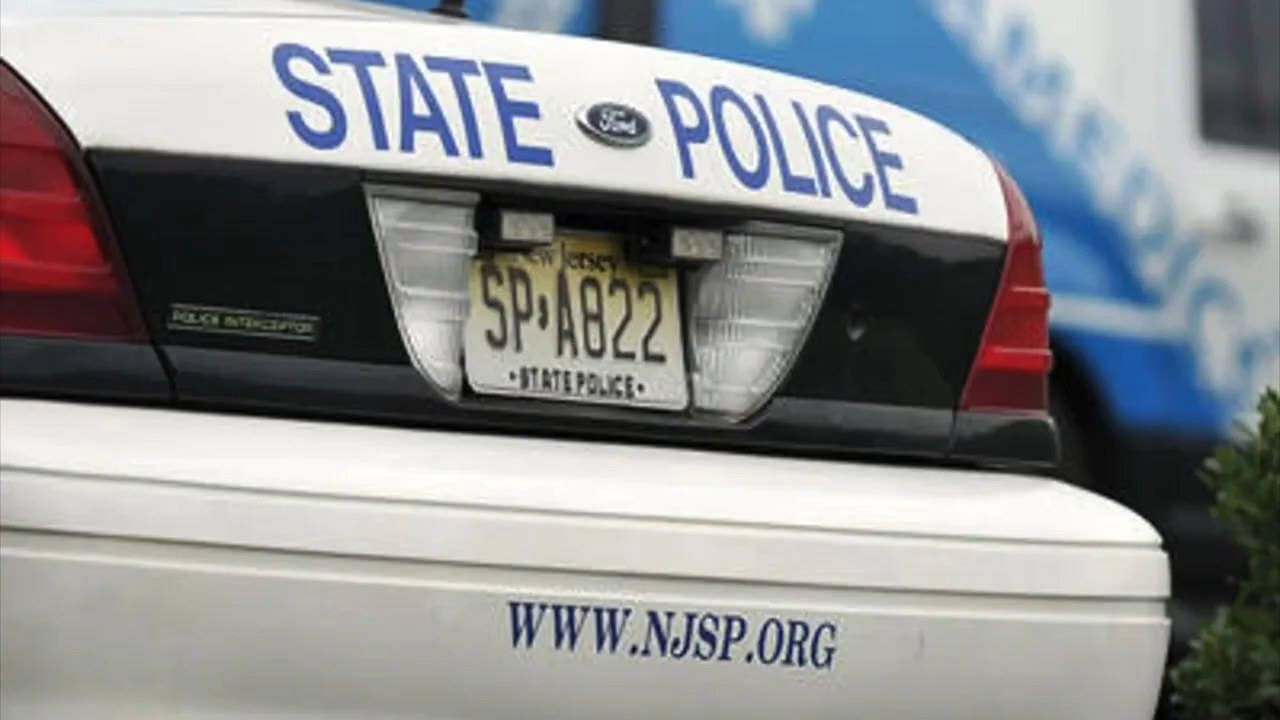 STATE POLICE
Ford
New Jersey
SP*A822
•STATE POLICE•
POLICE INTERCEPTOR
WWW.NJSP.ORG